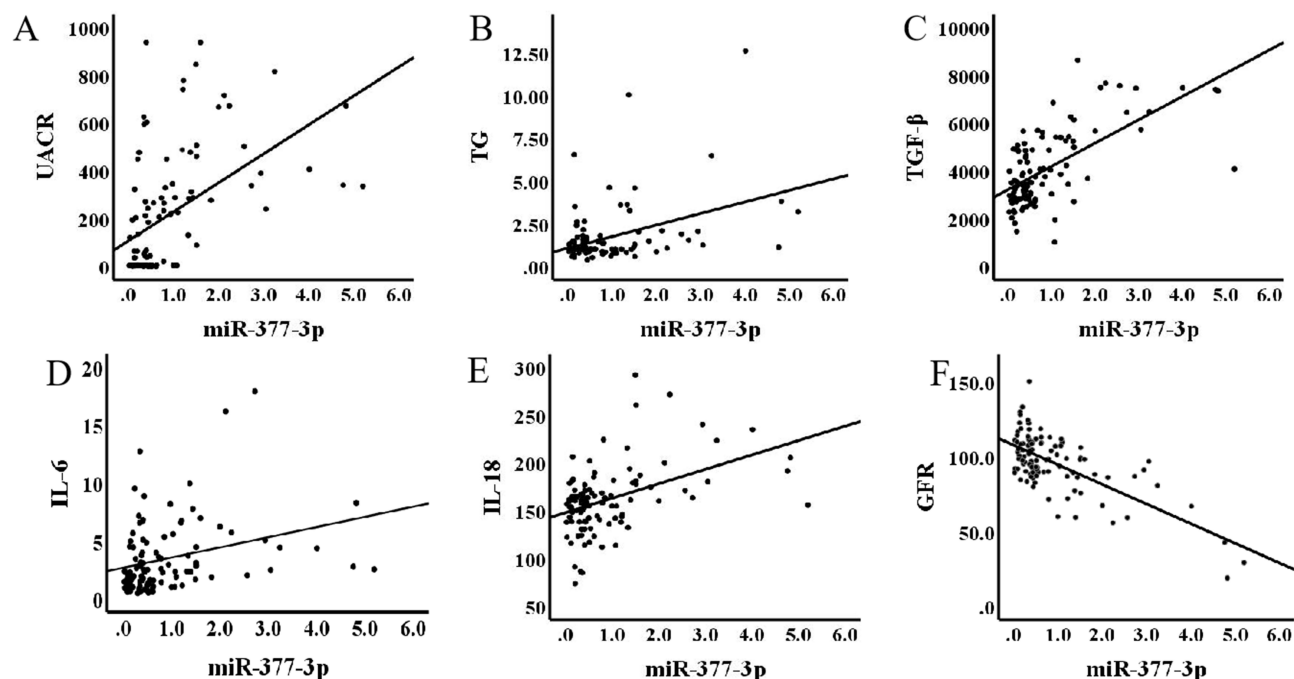 A
UACR
1000
800
600
400
200
0
.0 1.0 2.0 3.0 4.0 5.0 6.0
miR-377-3p
B
TG
12.50
10.00
7.50
5.00
2.50
.00
.0 1.0 2.0 3.0 4.0 5.0 6.0
miR-377-3p
C
TGF-β
10000
8000
6000
4000
2000
0
.0 1.0 2.0 3.0 4.0 5.0 6.0
miR-377-3p
D
IL-6
20
15
10
5
0
.0 1.0 2.0 3.0 4.0 5.0 6.0
miR-377-3p
E
IL-18
300
250
200
150
100
50
.0 1.0 2.0 3.0 4.0 5.0 6.0
miR-377-3p
F
GFR
150.0
100.0
50.0
.0
.0 1.0 2.0 3.0 4.0 5.0 6.0
miR-377-3p